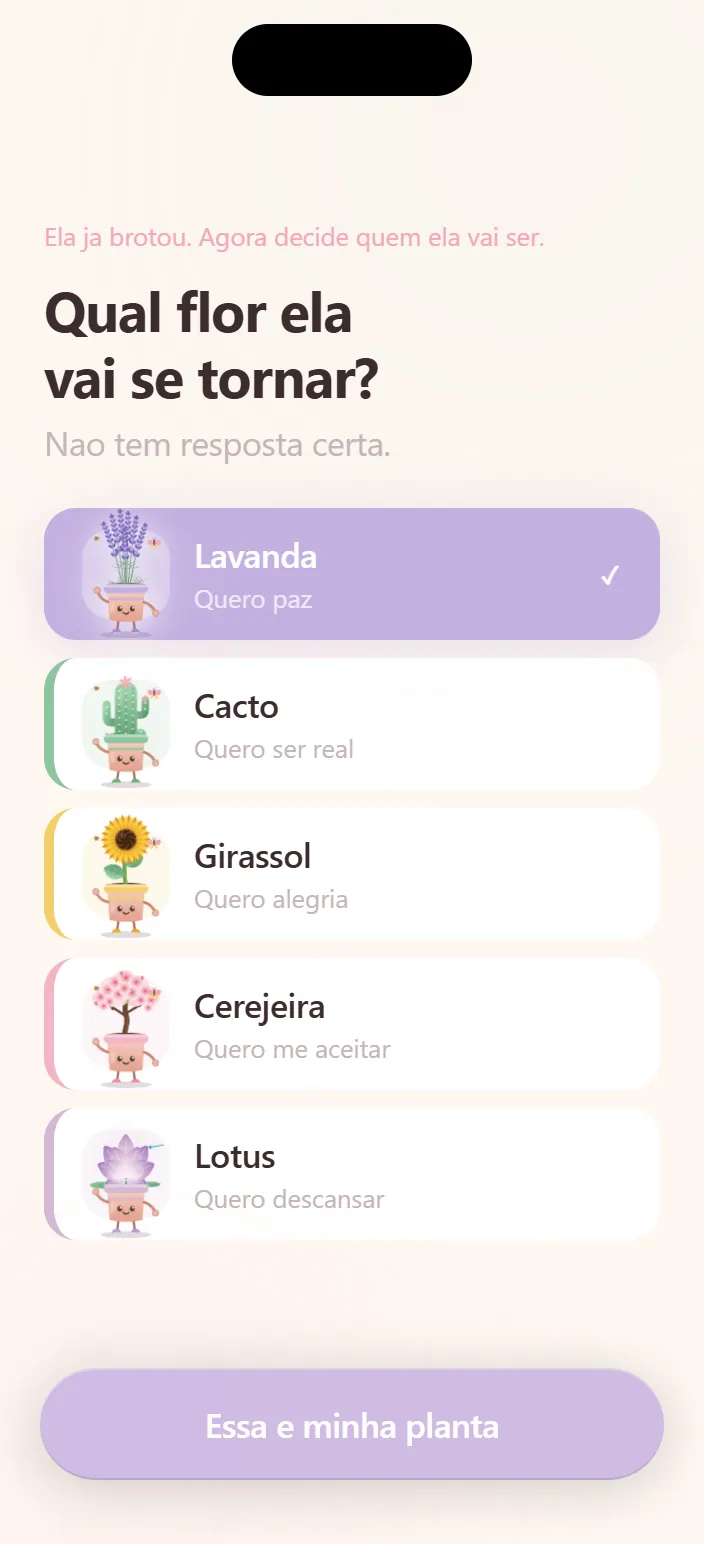 Ela ja brotou. Agora decide quem ela vai ser.
Qual flor ela
vai se tornar?
Nao tem resposta certa.
Lavanda
Quero paz
✓
Cacto
Quero ser real
Girassol
Quero alegria
Cerejeira
Quero me aceitar
Lotus
Quero descansar
Essa e minha planta